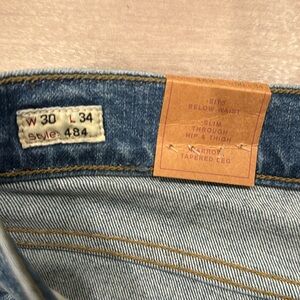 W 30 L 34
Style: 484
SITS
BELOW WAIST
SLIM
THROUGH
HIP & THIGH
NARROW
TAPERED LEG